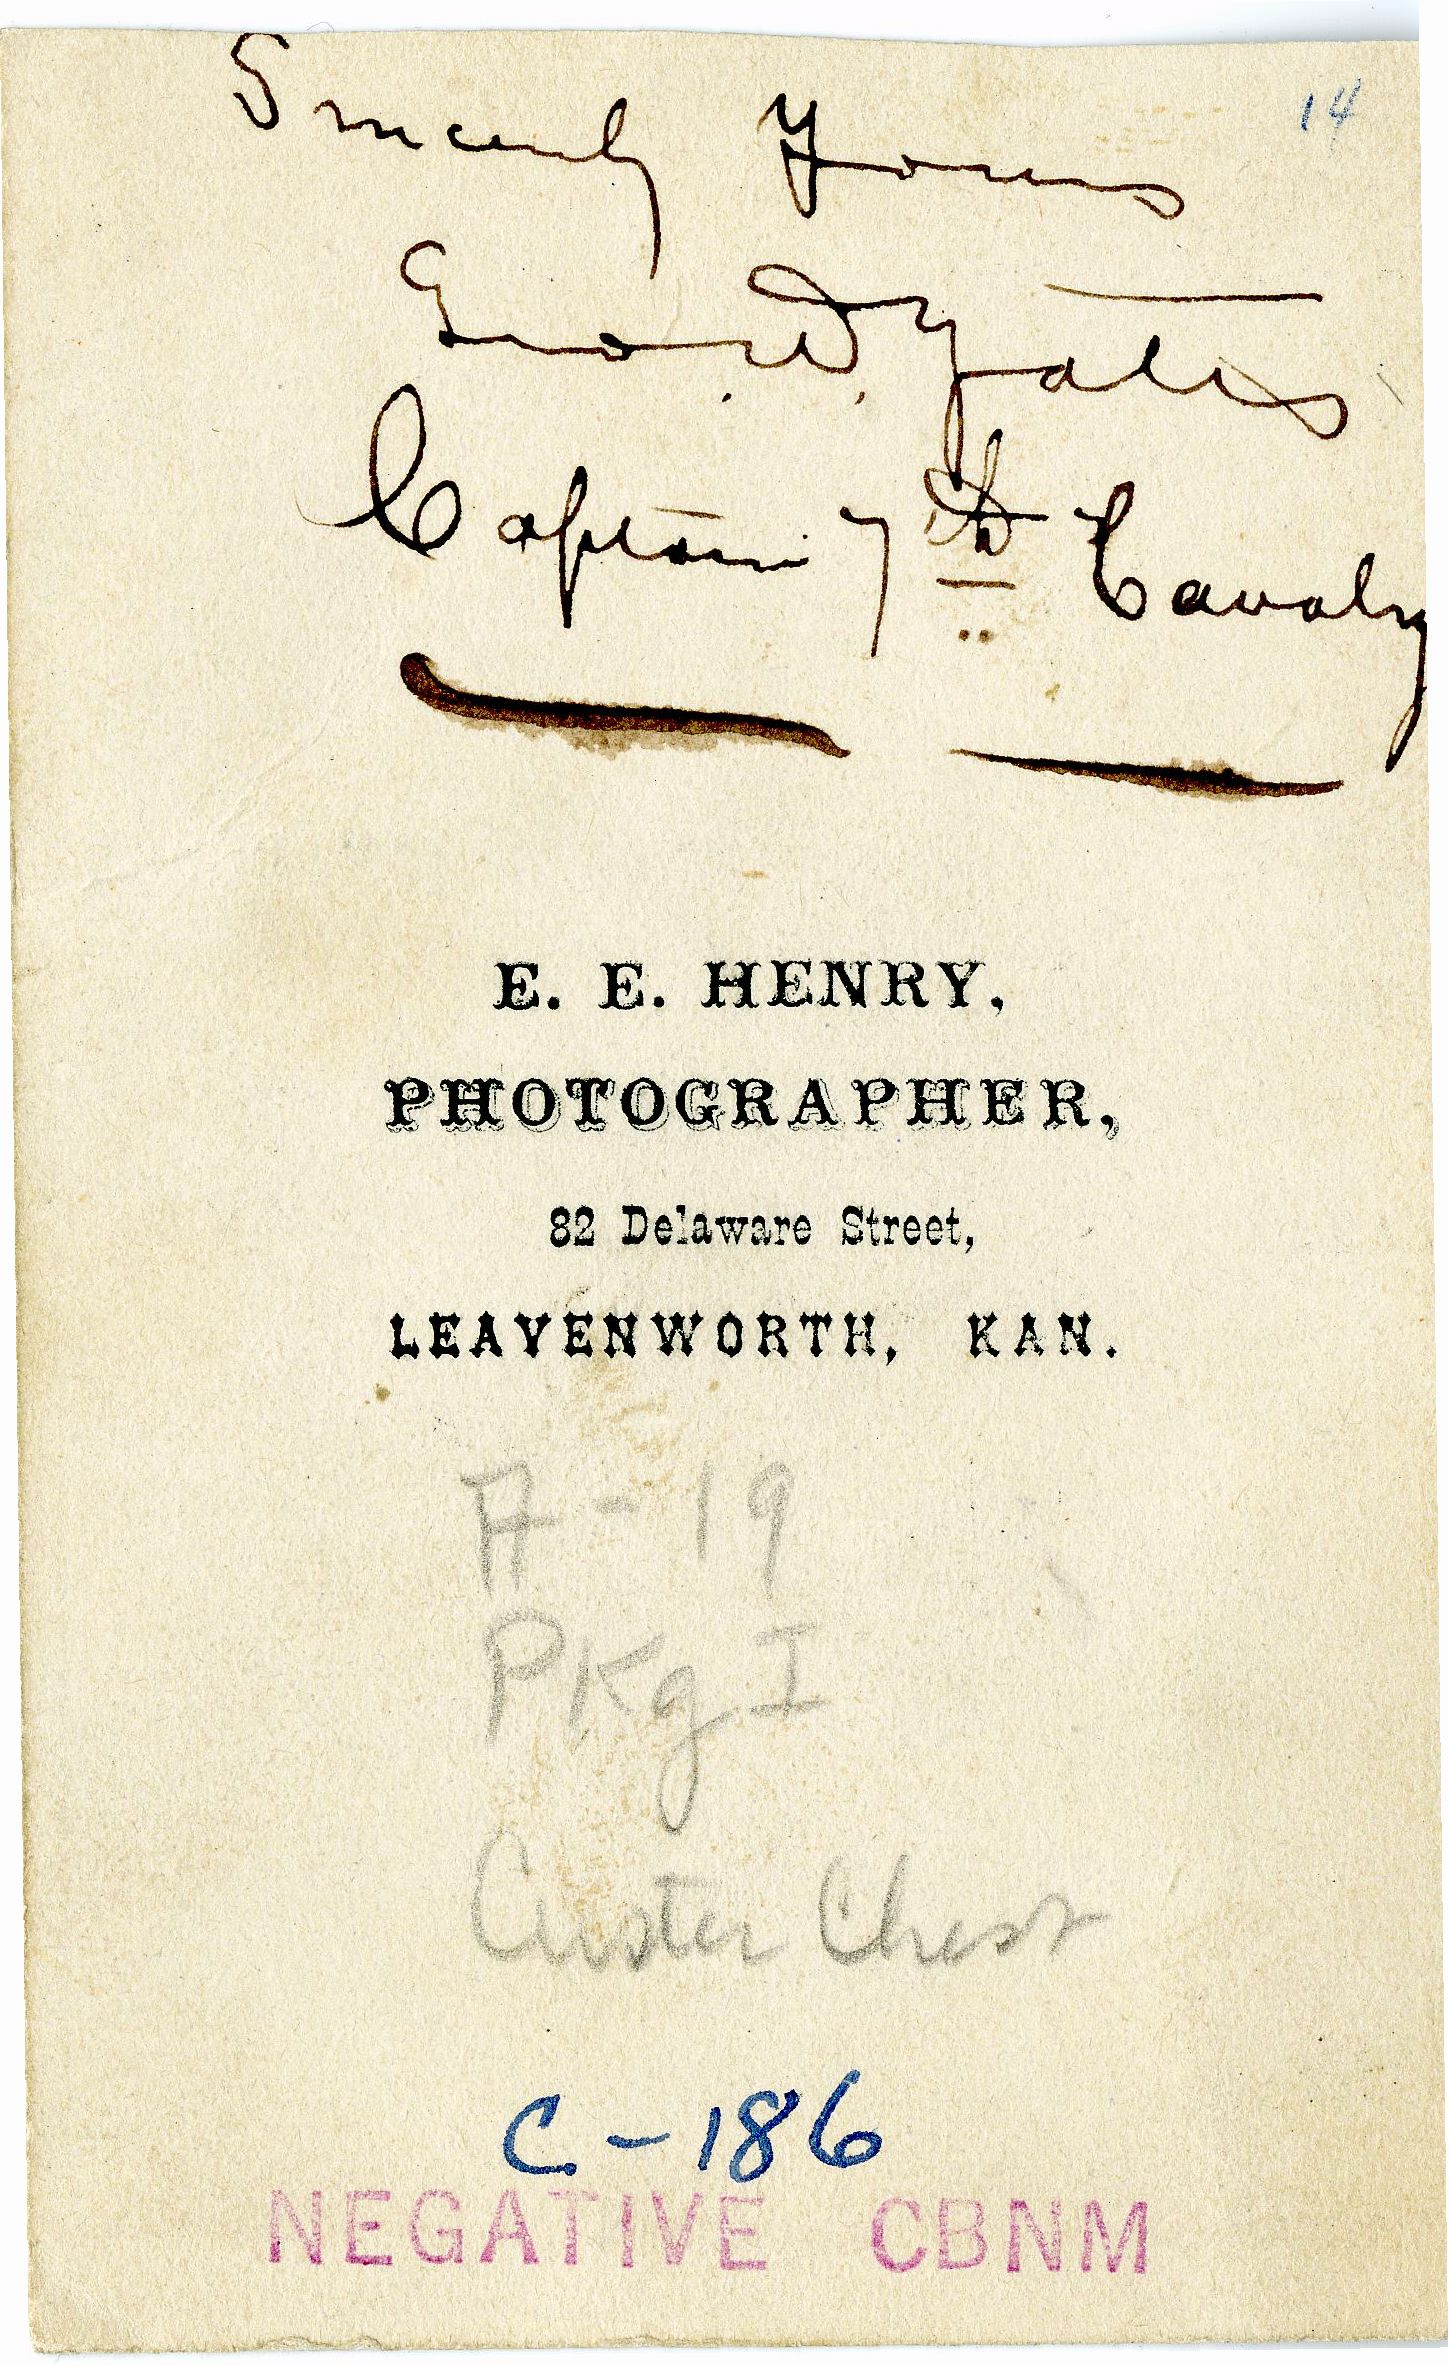 14
Sincerely Yours
Geo. W. Yates
Captain 7th Cavalry
E. E. HENRY,
PHOTOGRAPHER,
82 Delaware Street,
LEAVENWORTH, KAN.
A-19
PKg I
Custer Chest
C-186
NEGATIVE CBNM